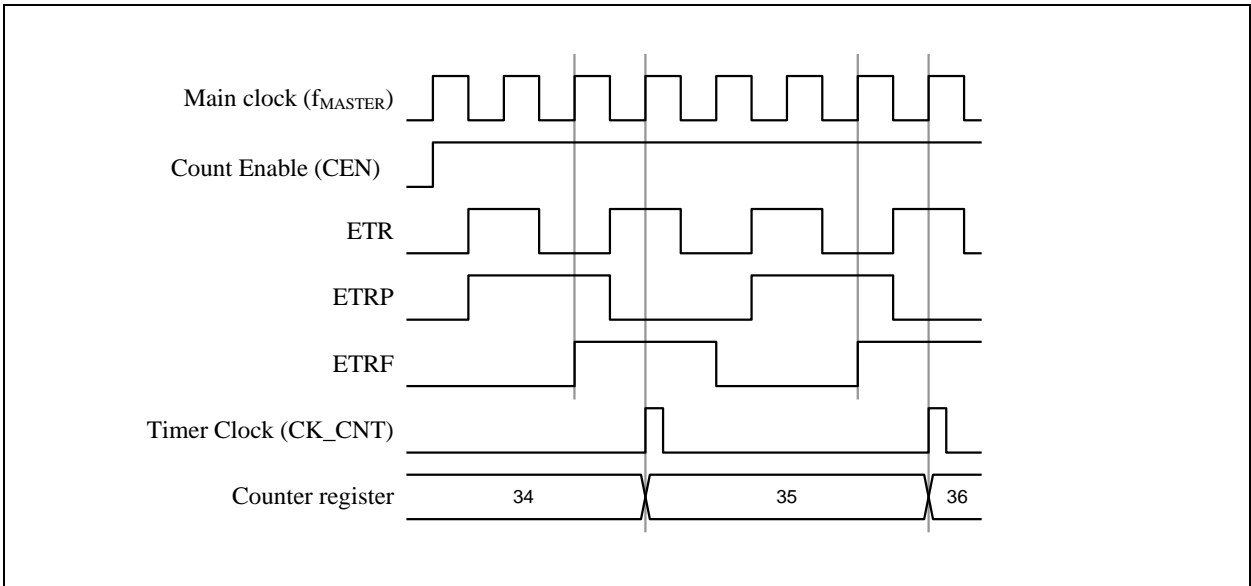 Main clock (fMASTER)
Count Enable (CEN)
ETR
ETRP
ETRF
Timer Clock (CK_CNT)
Counter register 34 35 36